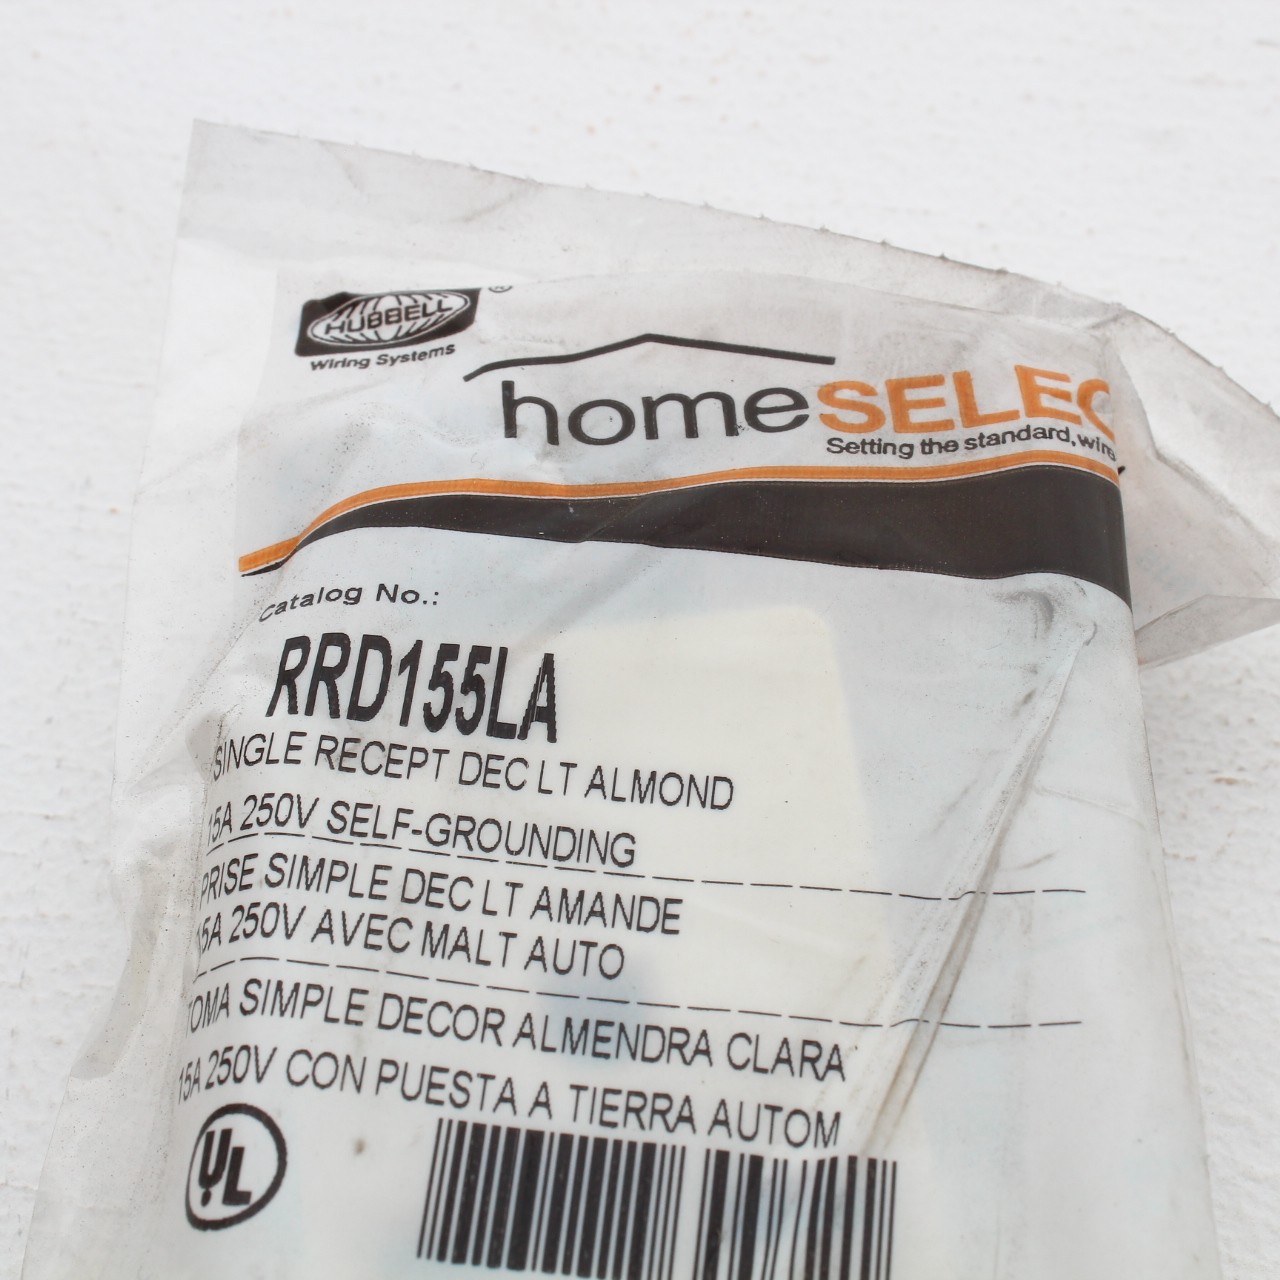 HUBBELL ®
Wiring Systems
homeSELEC
Setting the standard, wire
Catalog No.:
RRD155LA
SINGLE RECEPT DEC LT ALMOND
15A 250V SELF-GROUNDING
PRISE SIMPLE DEC LT AMANDE
15A 250V AVEC MALT AUTO
TOMA SIMPLE DECOR ALMENDRA CLARA
15A 250V CON PUESTA A TIERRA AUTOM
UL